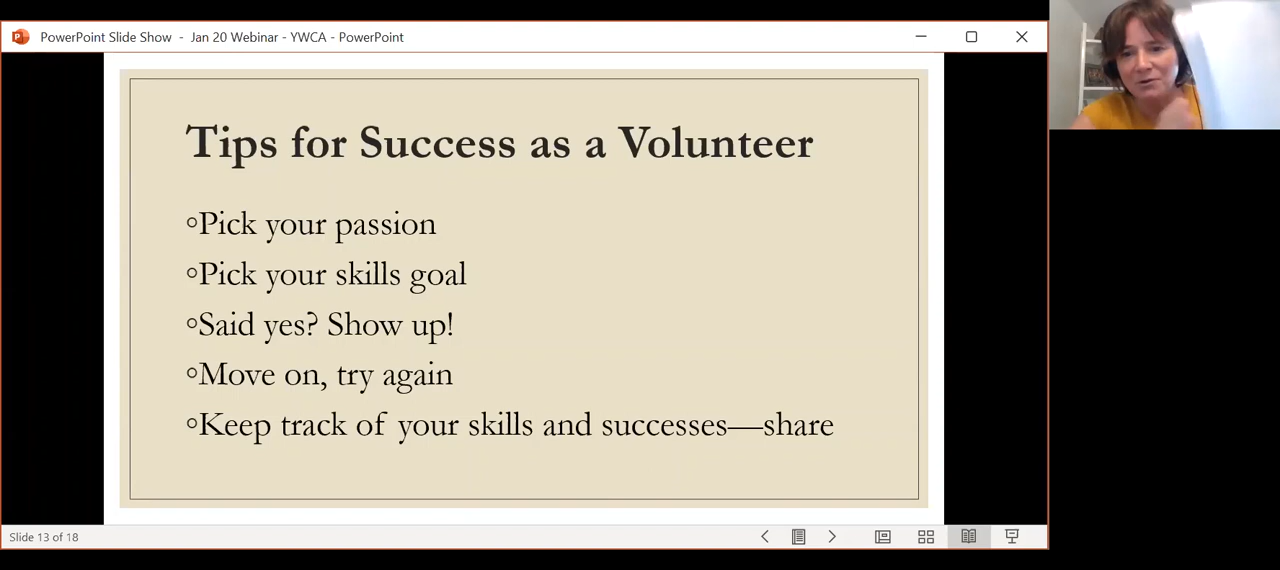 PowerPoint Slide Show - Jan 20 Webinar - YWCA - PowerPoint
Tips for Success as a Volunteer
◦Pick your passion
◦Pick your skills goal
◦Said yes? Show up!
◦Move on, try again
◦Keep track of your skills and successes—share
Slide 13 of 18